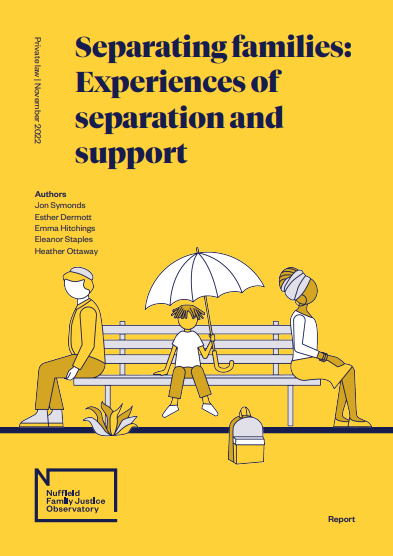 Private law | November 2022
Separating families:
Experiences of
separation and
support
Authors
Jon Symonds
Esther Dermott
Emma Hitchings
Eleanor Staples
Heather Ottaway
N
Nuffield
Family Justice
Observatory
Report